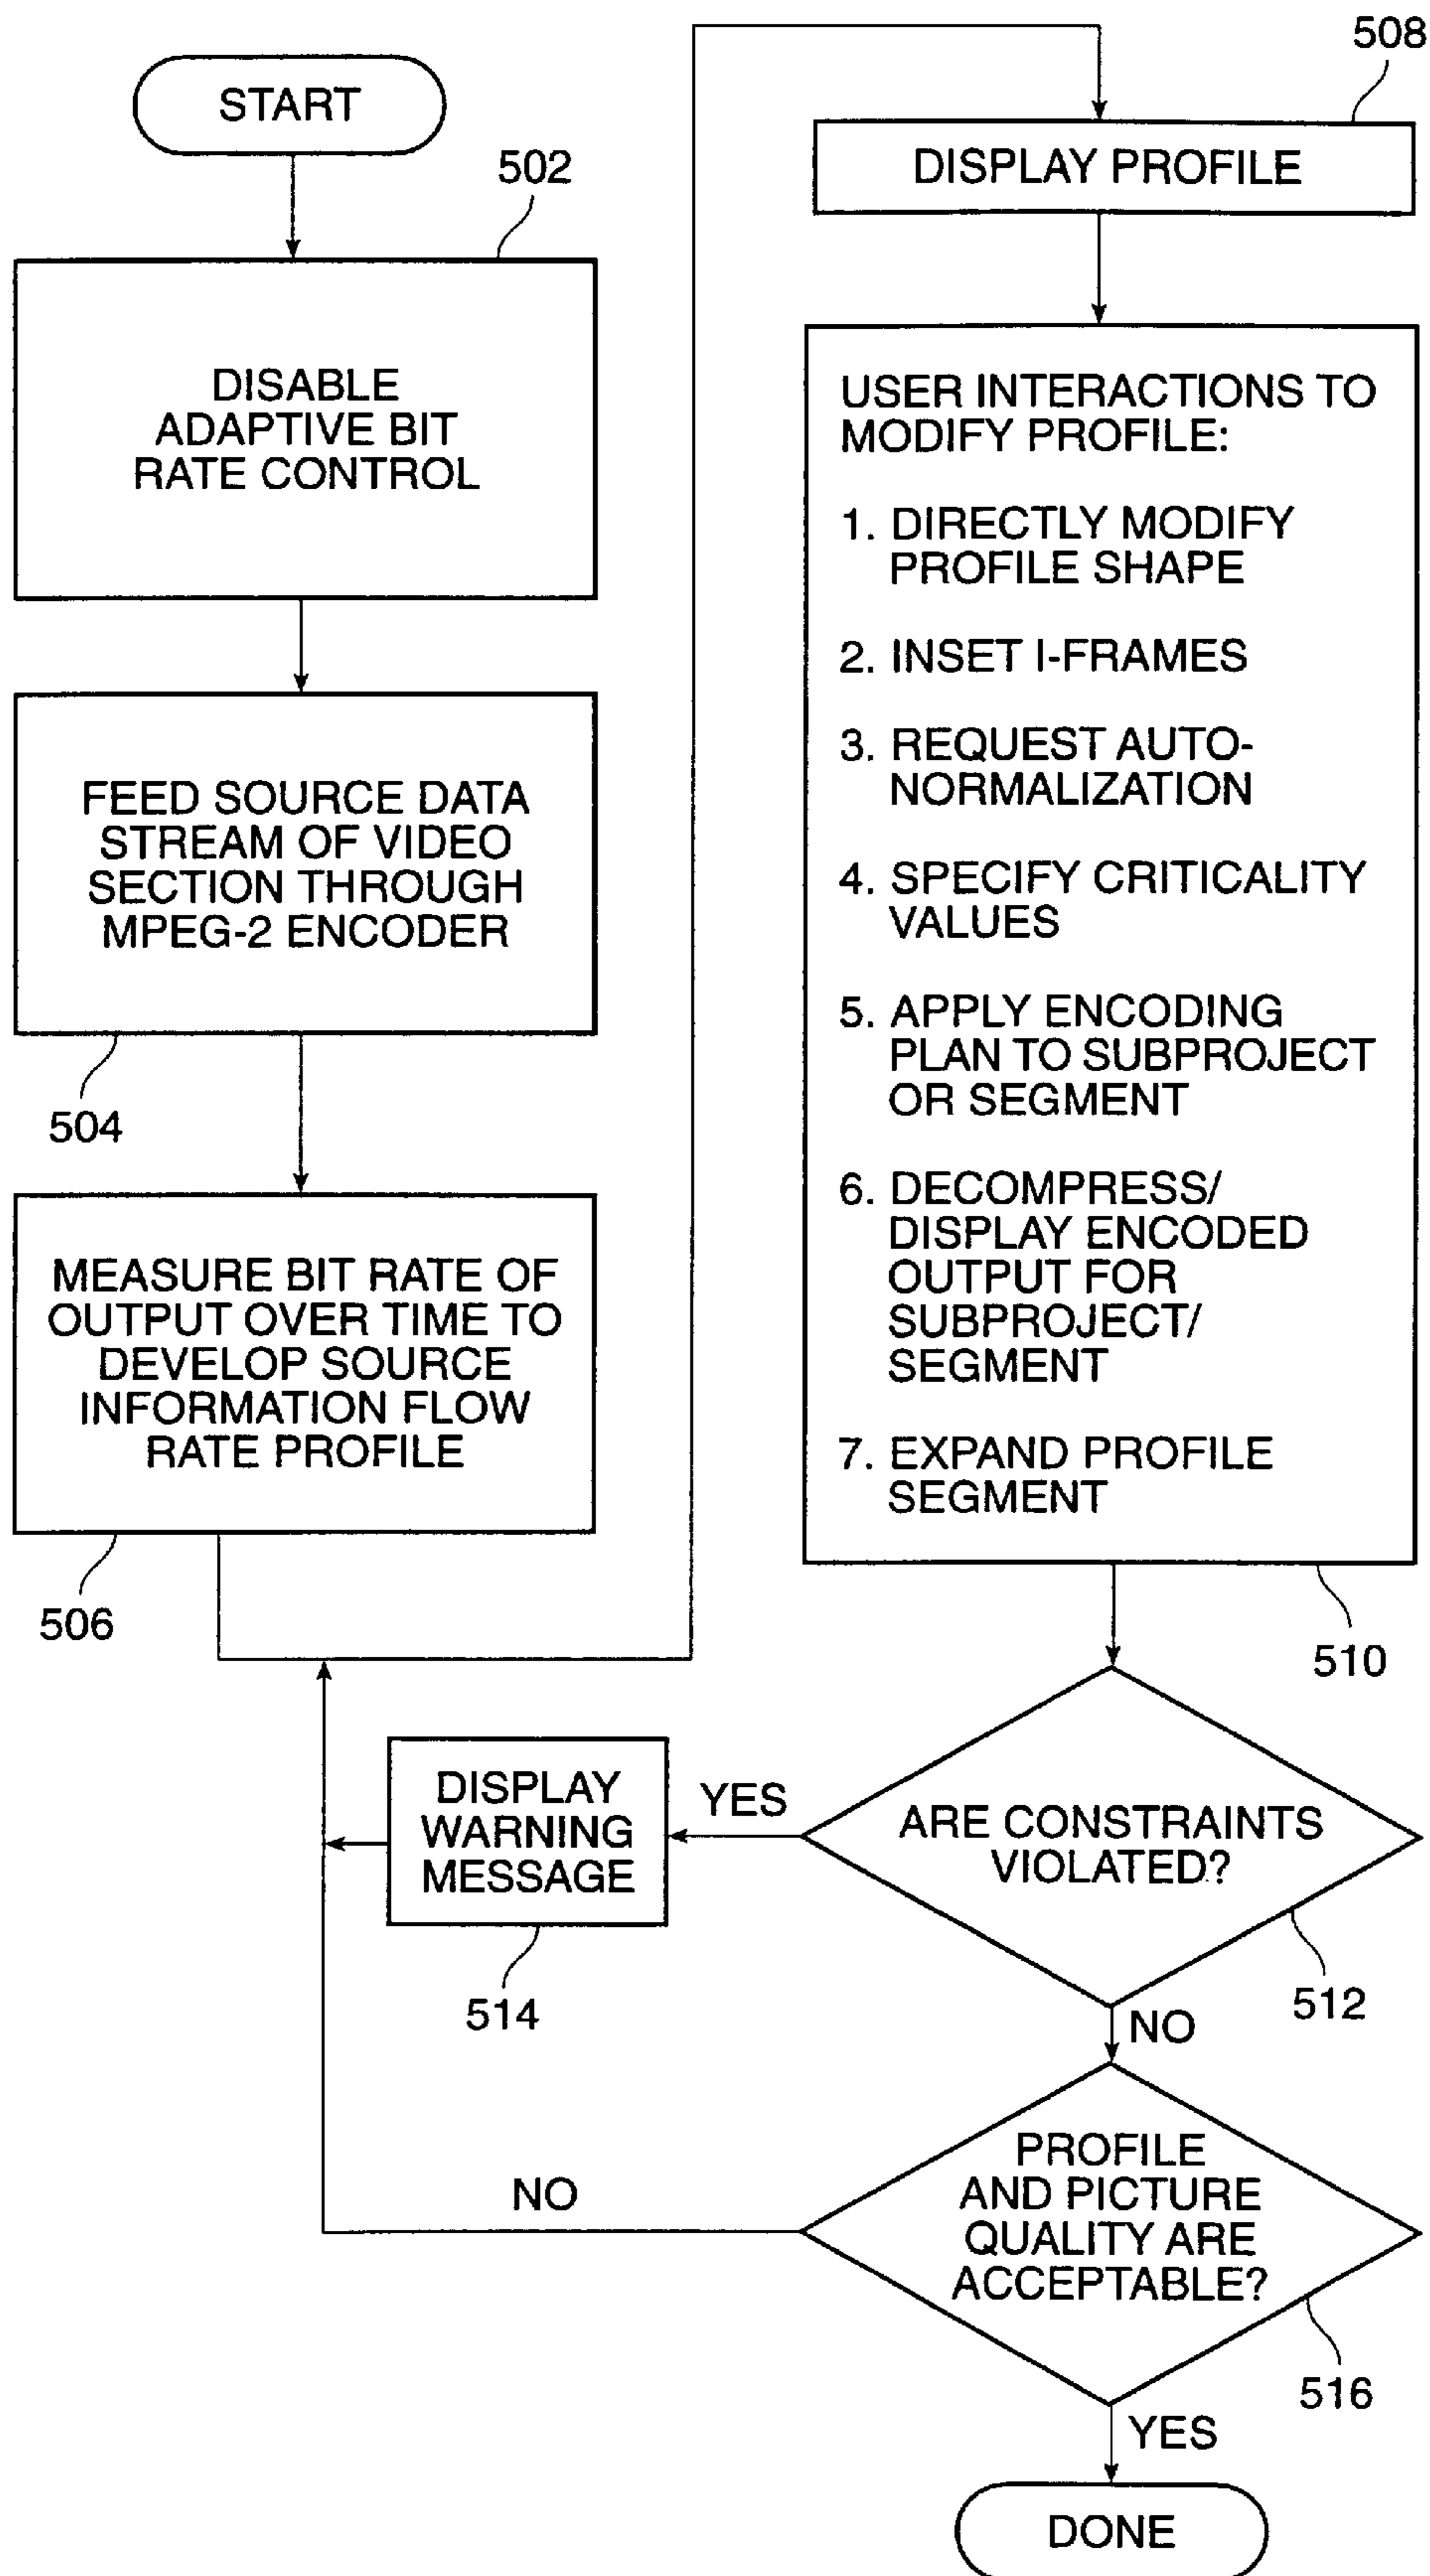 START
502
DISABLE
ADAPTIVE BIT
RATE CONTROL
FEED SOURCE DATA
STREAM OF VIDEO
SECTION THROUGH
MPEG-2 ENCODER
504
MEASURE BIT RATE OF
OUTPUT OVER TIME TO
DEVELOP SOURCE
INFORMATION FLOW
RATE PROFILE
506
508
DISPLAY PROFILE
USER INTERACTIONS TO
MODIFY PROFILE:
1. DIRECTLY MODIFY
PROFILE SHAPE
2. INSET I-FRAMES
3. REQUEST AUTO-
NORMALIZATION
4. SPECIFY CRITICALITY
VALUES
5. APPLY ENCODING
PLAN TO SUBPROJECT
OR SEGMENT
6. DECOMPRESS/
DISPLAY ENCODED
OUTPUT FOR
SUBPROJECT/
SEGMENT
7. EXPAND PROFILE
SEGMENT
510
ARE CONSTRAINTS
VIOLATED?
512
YES
DISPLAY
WARNING
MESSAGE
514
NO
PROFILE
AND PICTURE
QUALITY ARE
ACCEPTABLE?
516
NO
YES
DONE